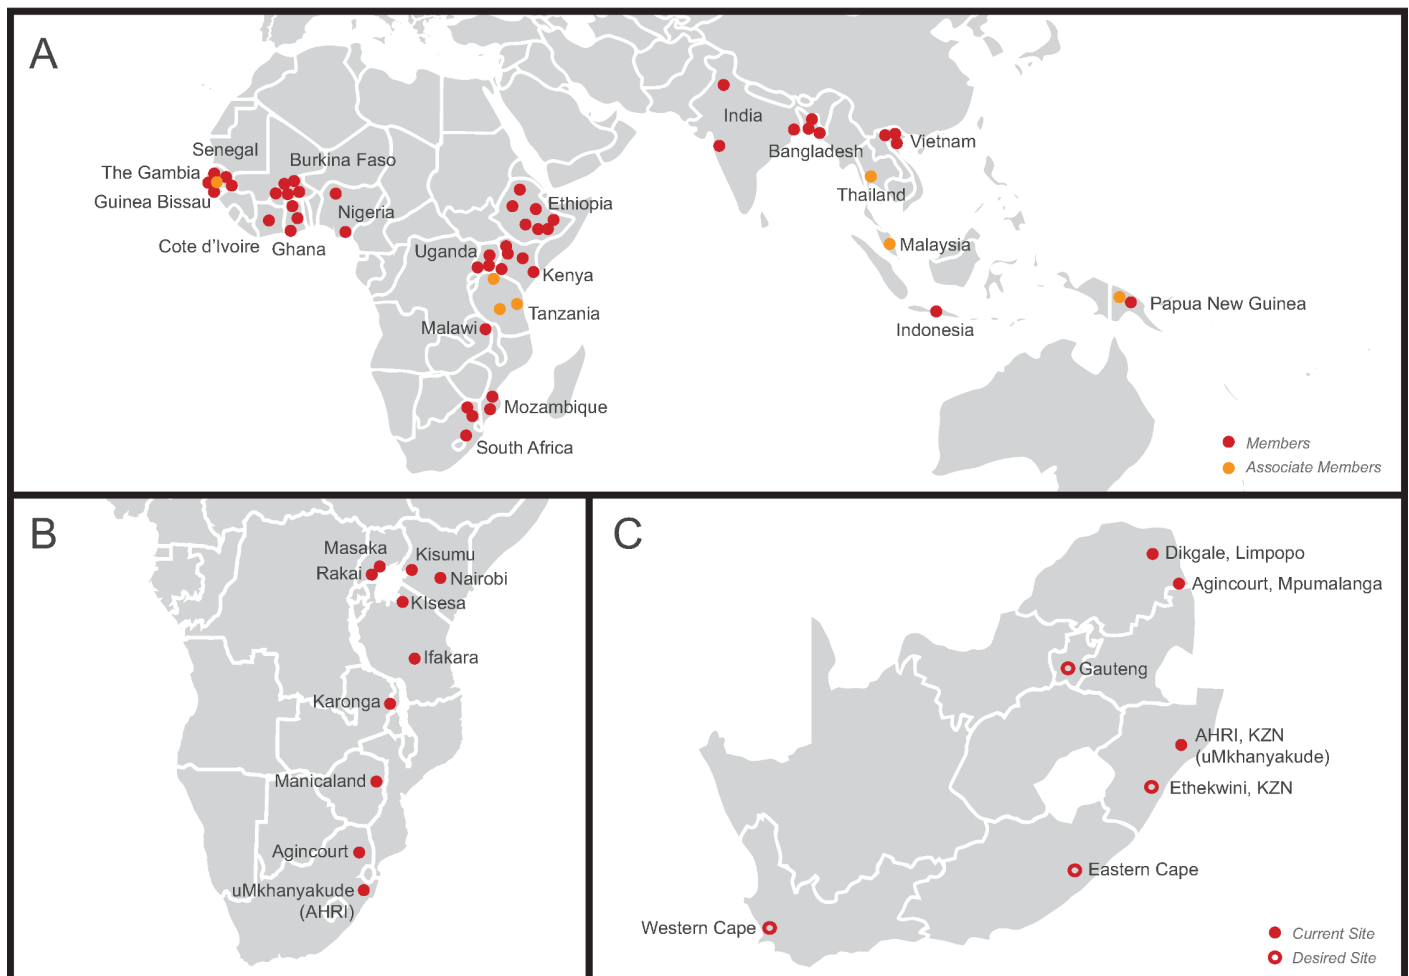 A
Senegal
The Gambia
Guinea Bissau
Burkina Faso
Nigeria
Cote d’Ivoire
Ghana
Ethiopia
Uganda
Kenya
Tanzania
Malawi
Mozambique
South Africa
India
Bangladesh
Vietnam
Thailand
Malaysia
Indonesia
Papua New Guinea
Members
Associate Members
B
Masaka
Kisumu
Rakai
Nairobi
KIsesa
Ifakara
Karonga
Manicaland
Agincourt
uMkhanyakude
(AHRI)
C
Dikgale, Limpopo
Agincourt, Mpumalanga
Gauteng
AHRI, KZN
(uMkhanyakude)
Ethekwini, KZN
Eastern Cape
Western Cape
Current Site
Desired Site